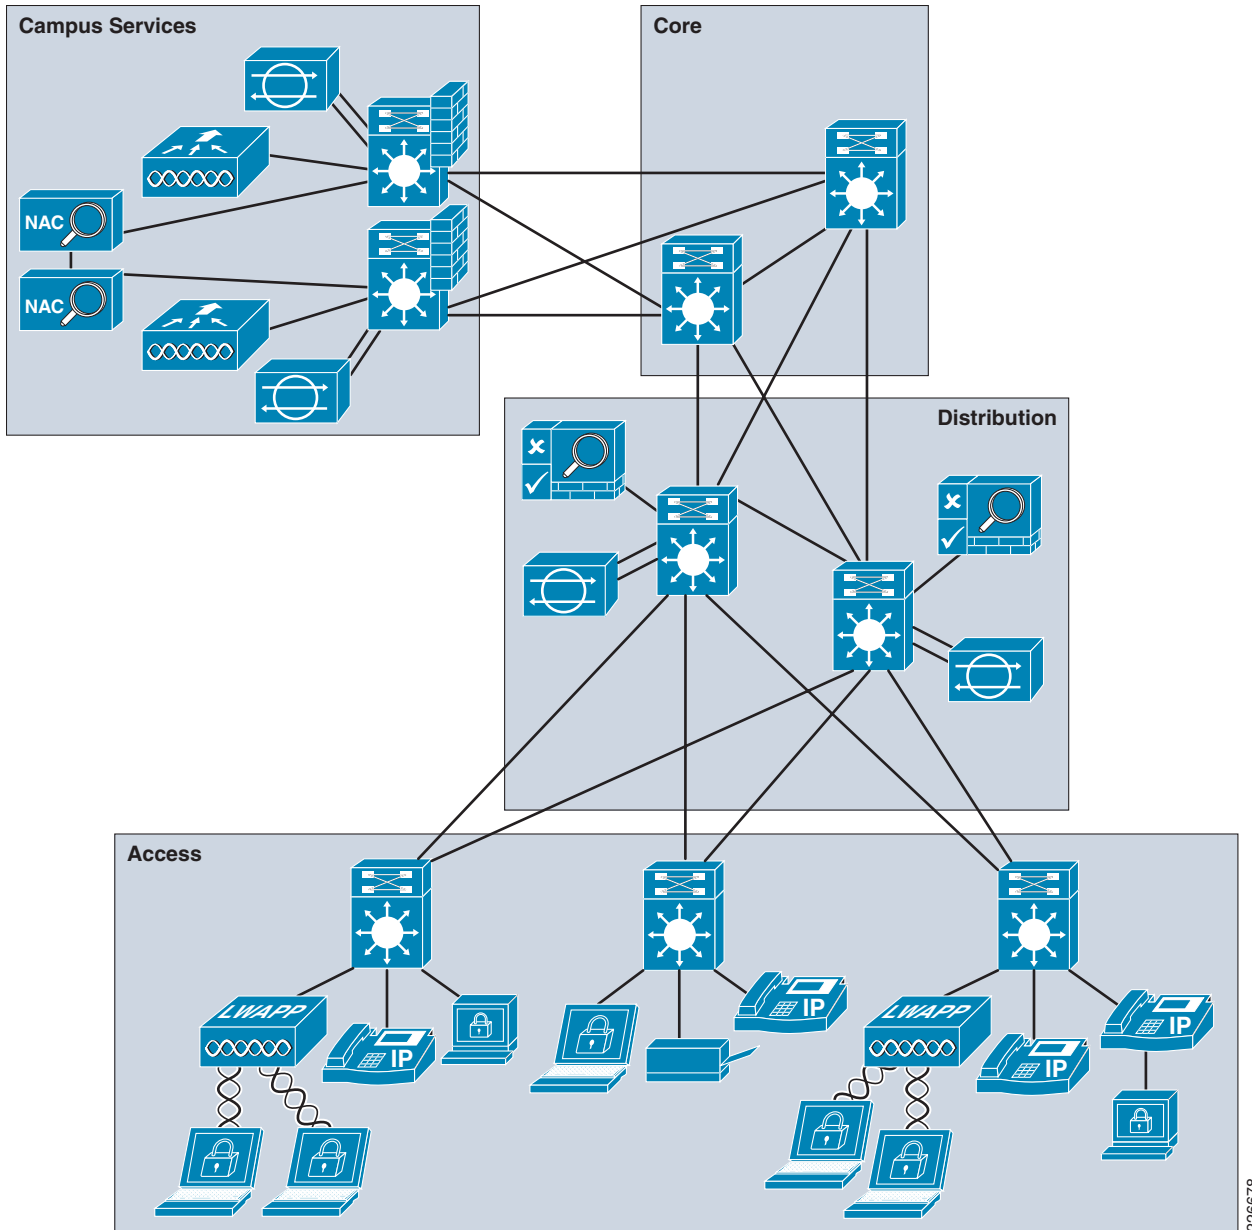 Campus Services
Core
NAC
NAC
Distribution
Access
LWAPP
IP
IP
LWAPP
IP
IP